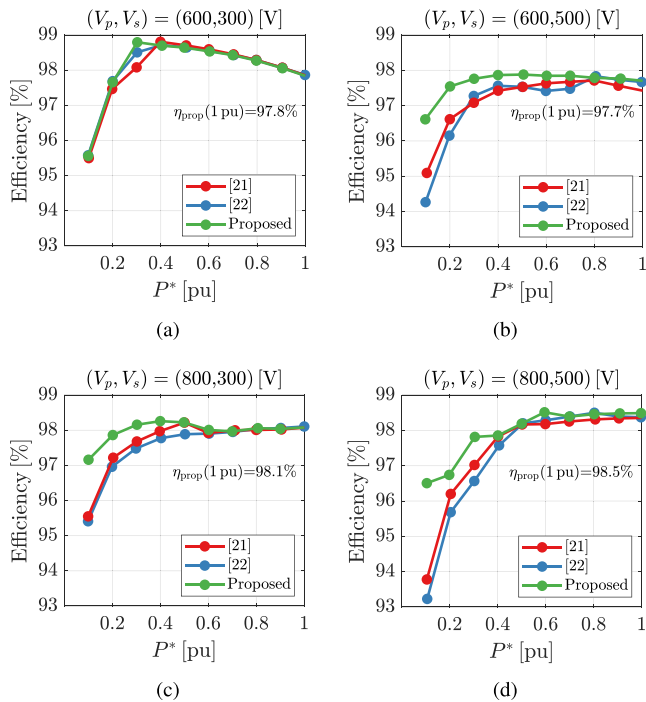 (V_p, V_s) = (600,300) [V]
99
98
97
96
95
94
93
Efficiency [%]
η_prop(1 pu)=97.8%
[21]
[22]
Proposed
0.2 0.4 0.6 0.8 1
P* [pu]
(a)
(V_p, V_s) = (600,500) [V]
99
98
97
96
95
94
93
Efficiency [%]
η_prop(1 pu)=97.7%
[21]
[22]
Proposed
0.2 0.4 0.6 0.8 1
P* [pu]
(b)
(V_p, V_s) = (800,300) [V]
99
98
97
96
95
94
93
Efficiency [%]
η_prop(1 pu)=98.1%
[21]
[22]
Proposed
0.2 0.4 0.6 0.8 1
P* [pu]
(c)
(V_p, V_s) = (800,500) [V]
99
98
97
96
95
94
93
Efficiency [%]
η_prop(1 pu)=98.5%
[21]
[22]
Proposed
0.2 0.4 0.6 0.8 1
P* [pu]
(d)